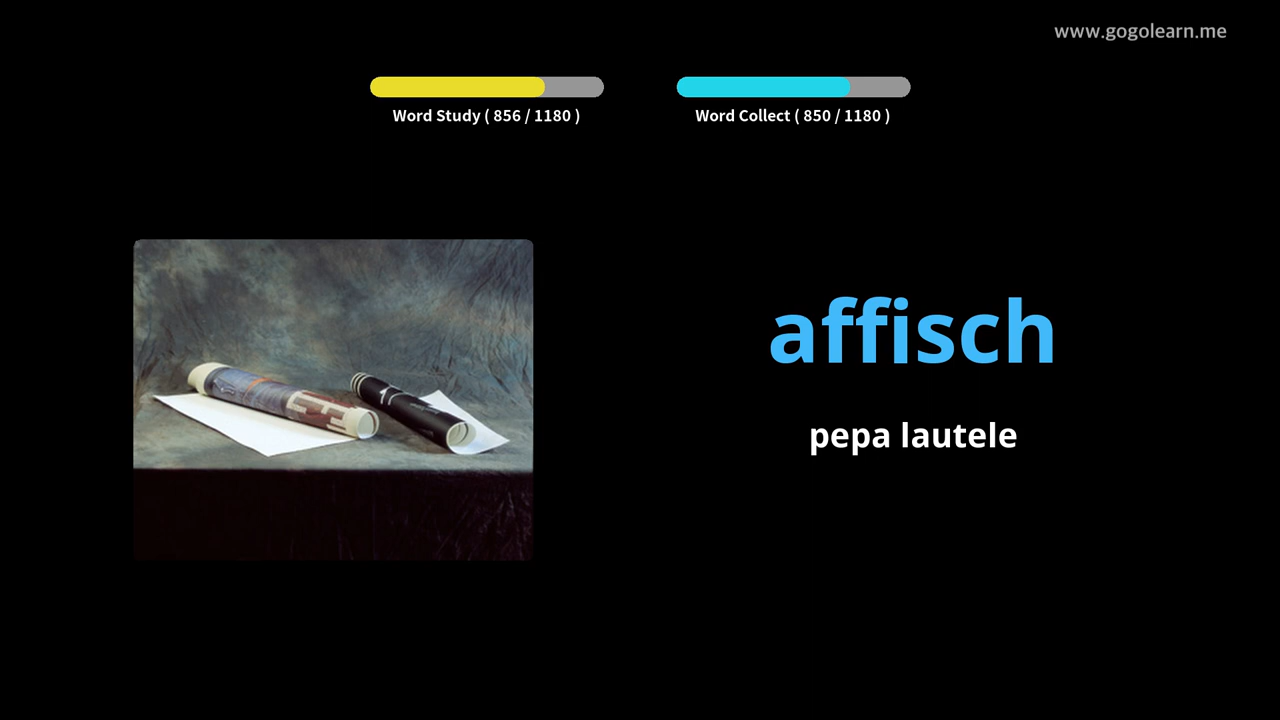 www.gogolearn.me
Word Study ( 856 / 1180 )
Word Collect ( 850 / 1180 )
affisch
pepa lautele